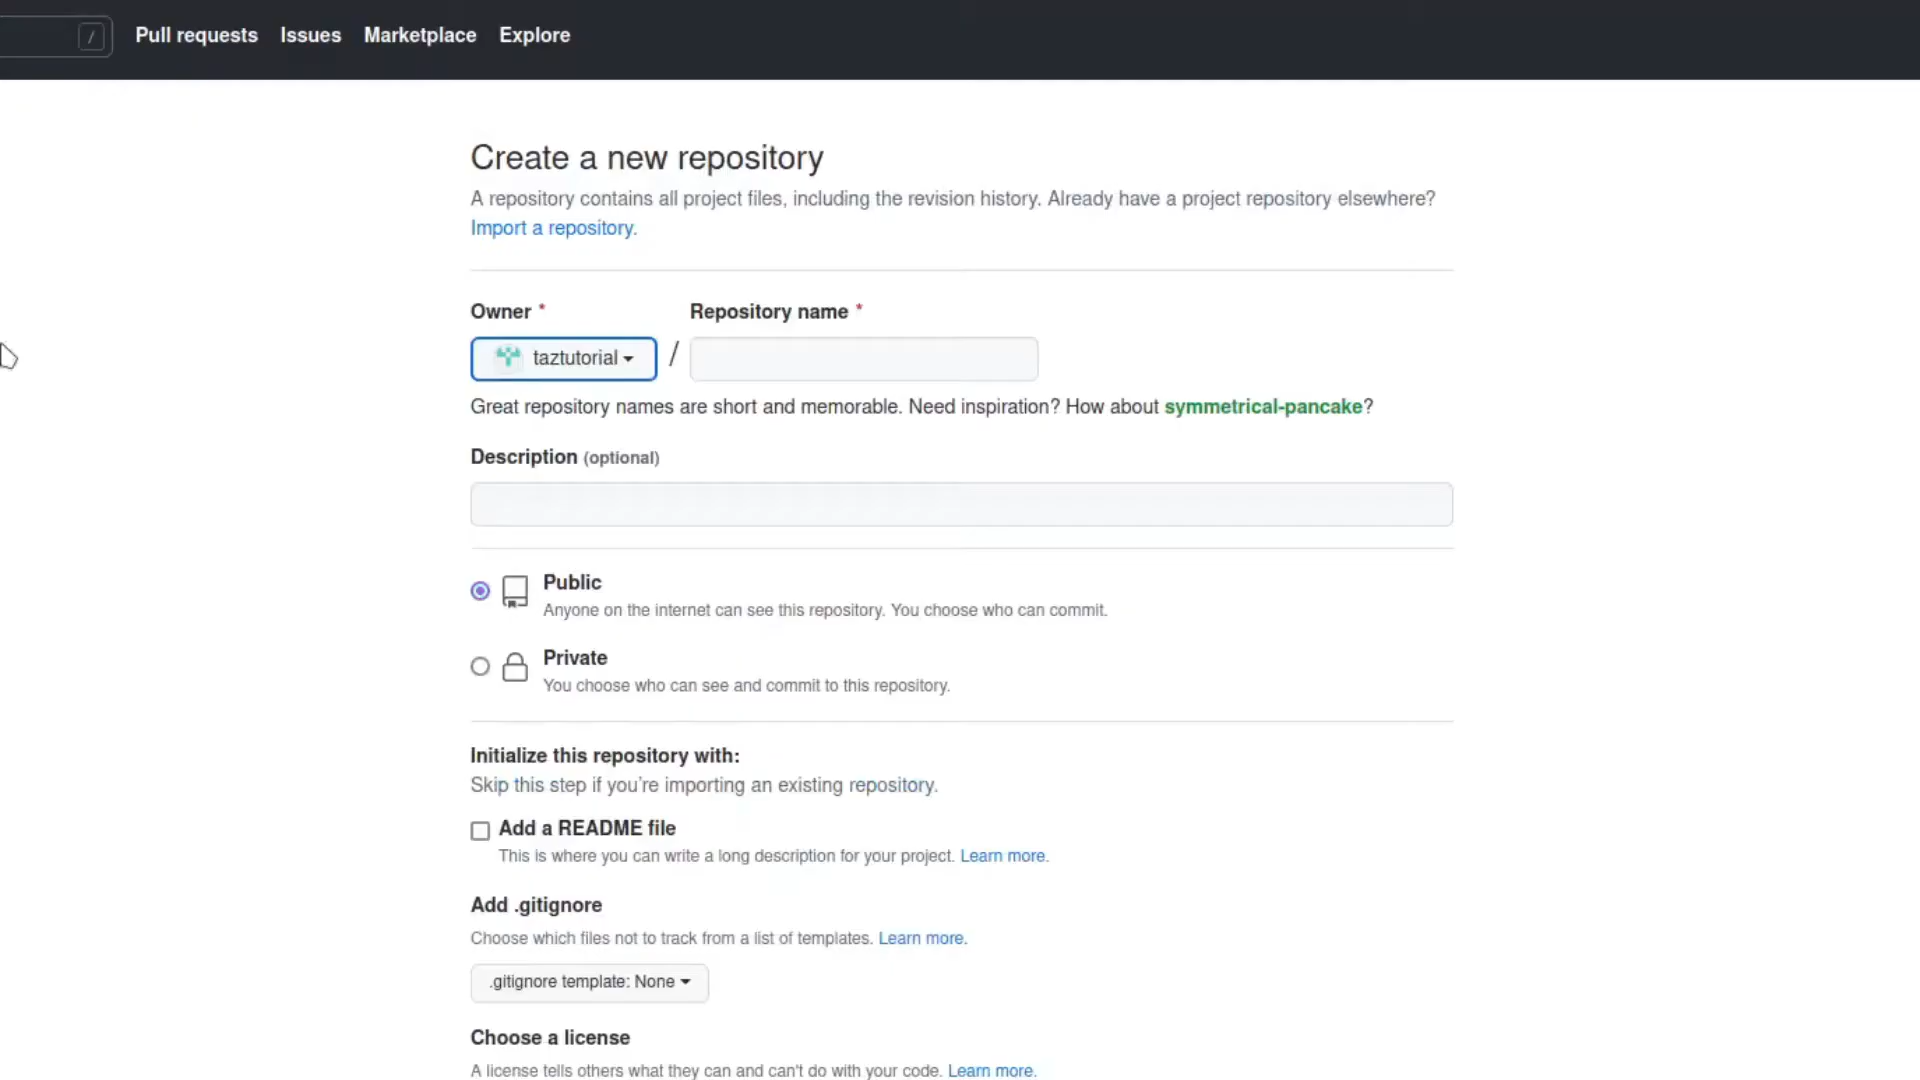 / Pull requests Issues Marketplace Explore
Create a new repository
A repository contains all project files, including the revision history. Already have a project repository elsewhere?
Import a repository.
Owner * Repository name *
taztutorial /
Great repository names are short and memorable. Need inspiration? How about symmetrical-pancake?
Description (optional)
Public
Anyone on the internet can see this repository. You choose who can commit.
Private
You choose who can see and commit to this repository.
Initialize this repository with:
Skip this step if you’re importing an existing repository.
Add a README file
This is where you can write a long description for your project. Learn more.
Add .gitignore
Choose which files not to track from a list of templates. Learn more.
.gitignore template: None
Choose a license
A license tells others what they can and can't do with your code. Learn more.